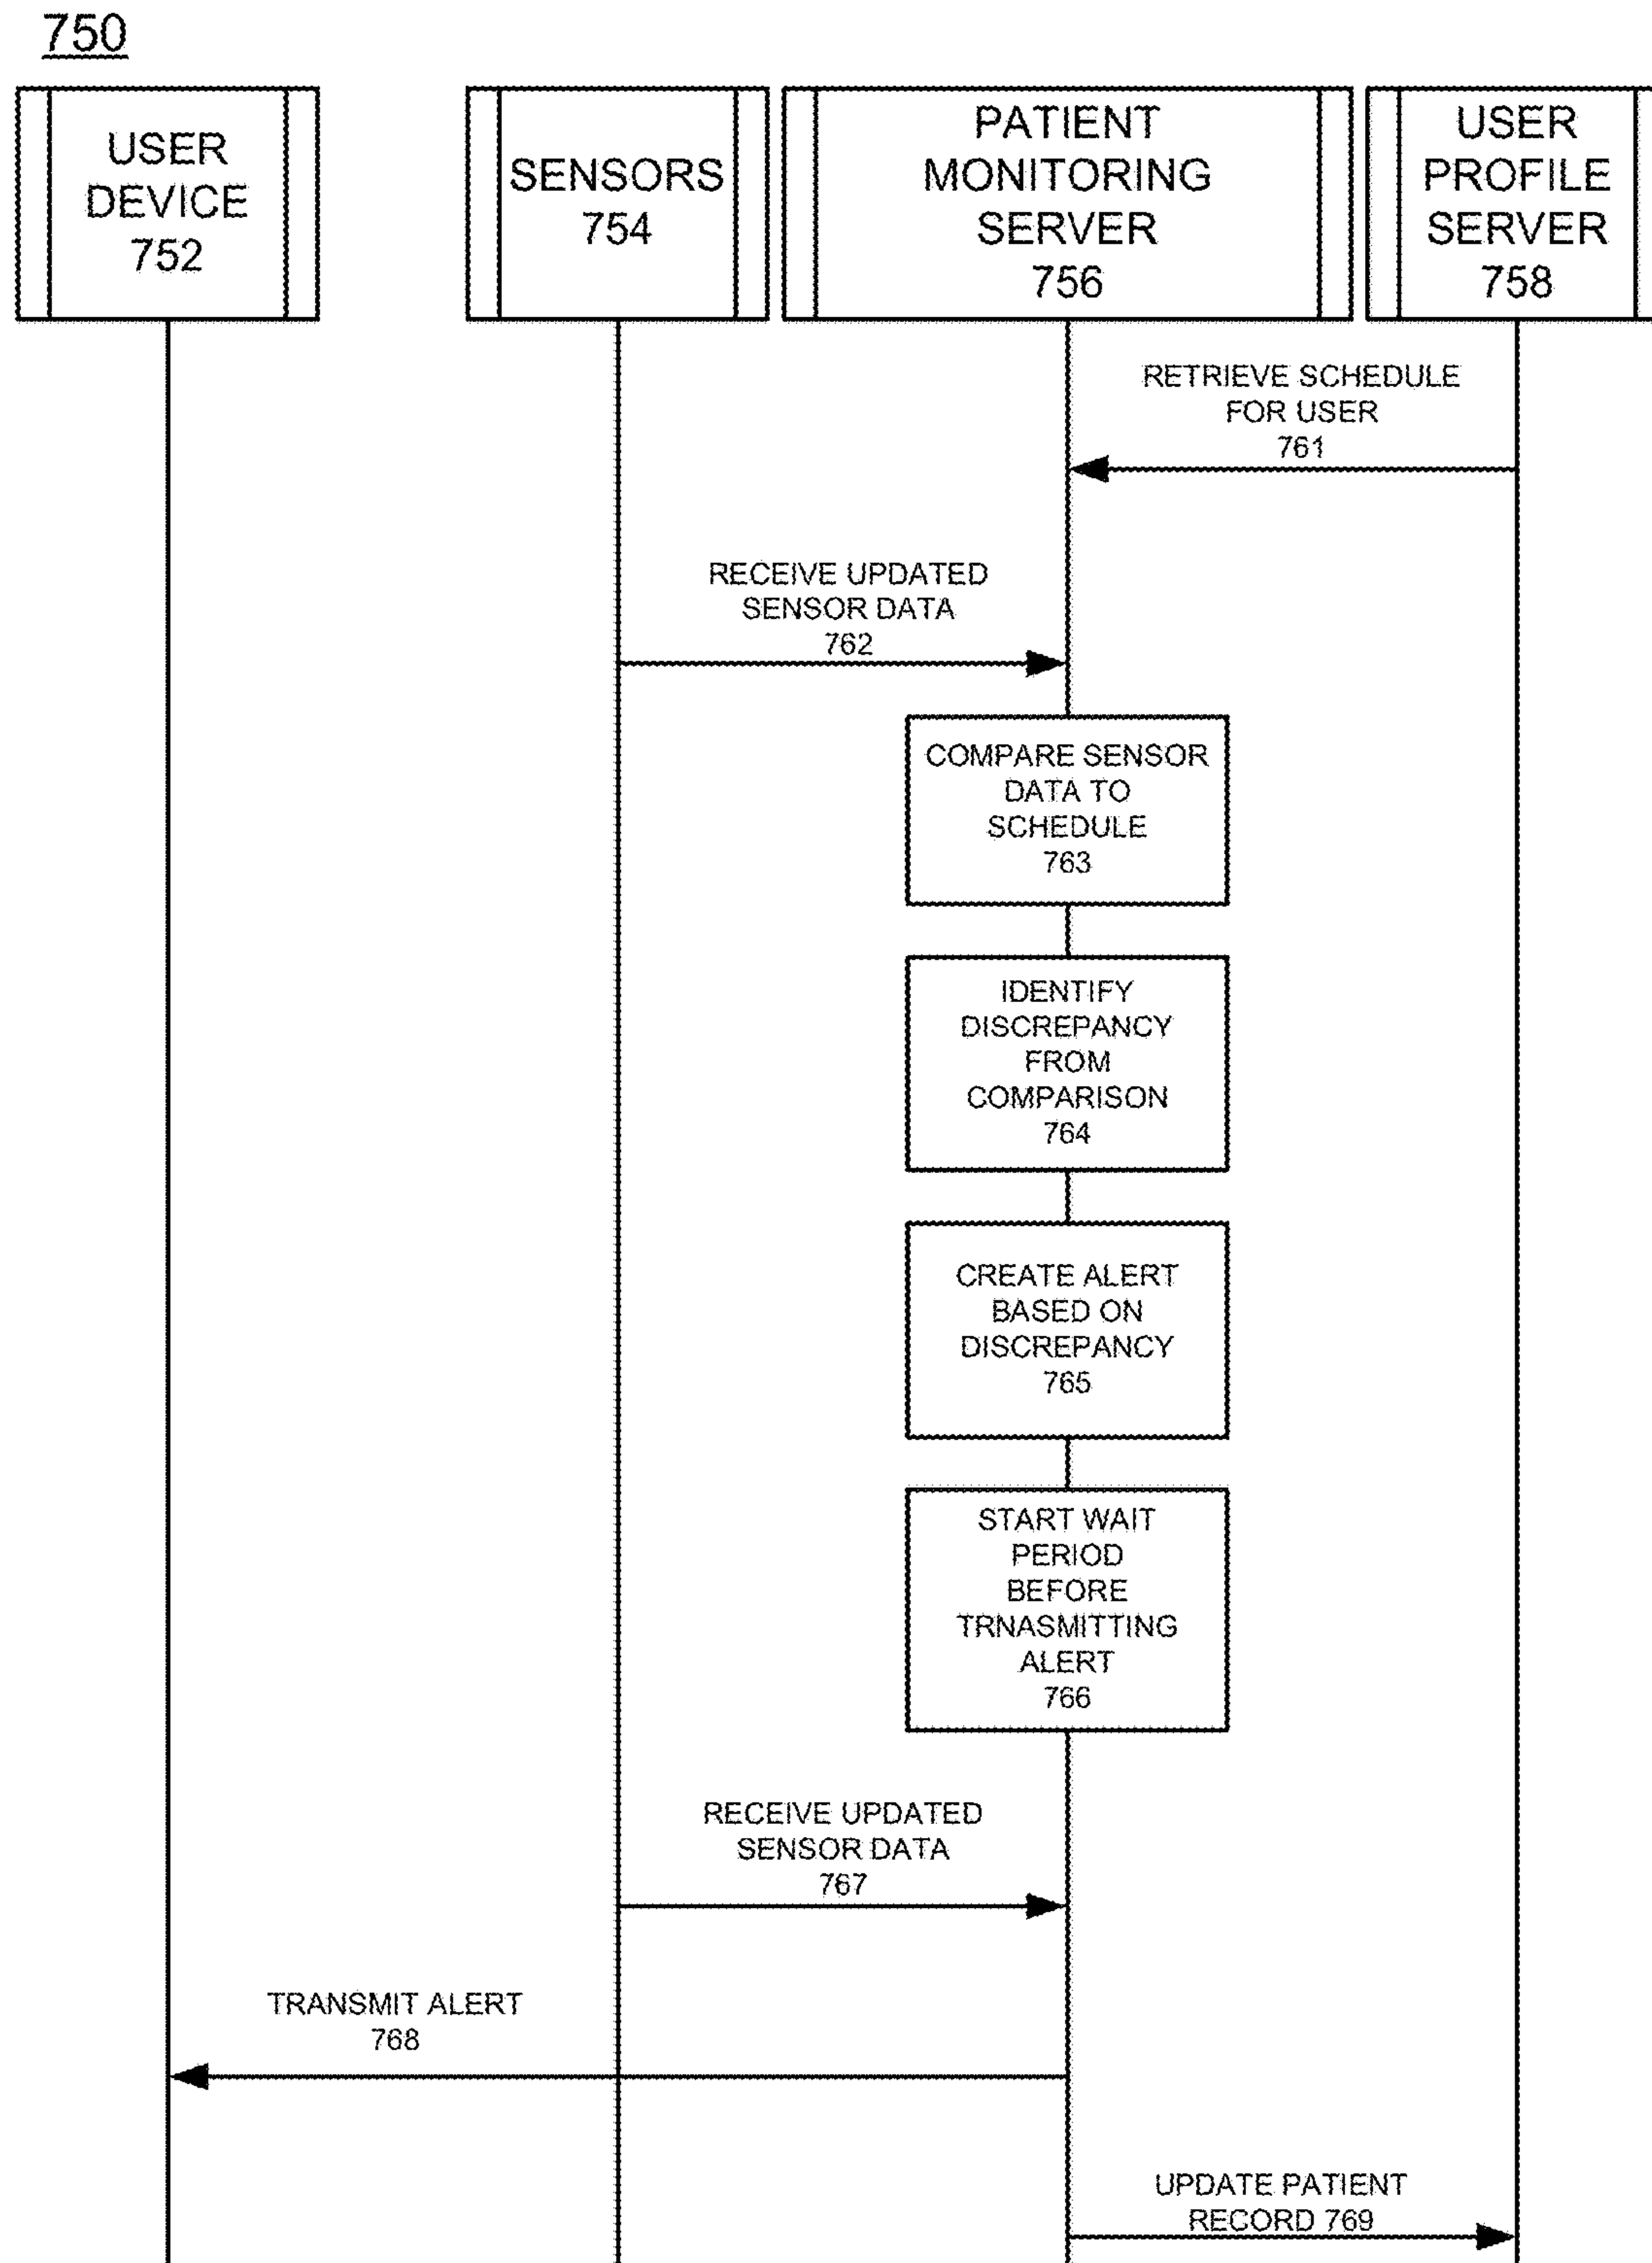 750
USER
DEVICE
752
SENSORS
754
PATIENT
MONITORING
SERVER
756
USER
PROFILE
SERVER
758
RETRIEVE SCHEDULE
FOR USER
761
RECEIVE UPDATED
SENSOR DATA
762
COMPARE SENSOR
DATA TO
SCHEDULE
763
IDENTIFY
DISCREPANCY
FROM
COMPARISON
764
CREATE ALERT
BASED ON
DISCREPANCY
765
START WAIT
PERIOD
BEFORE
TRNASMITTING
ALERT
766
RECEIVE UPDATED
SENSOR DATA
767
TRANSMIT ALERT
768
UPDATE PATIENT
RECORD 769